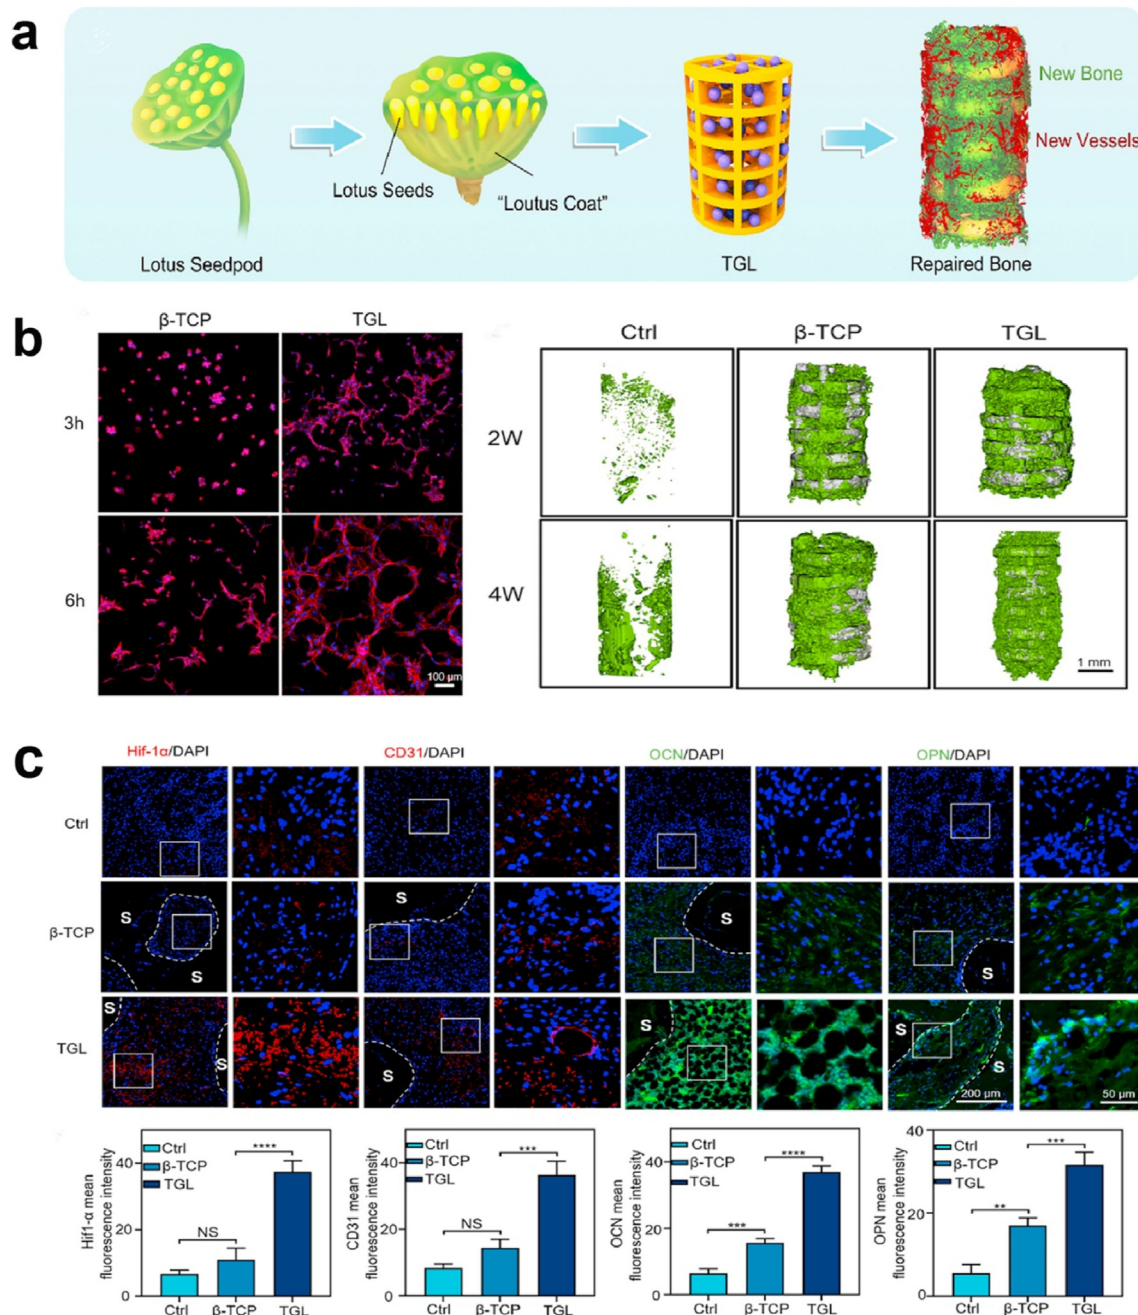 a
New Bone
New Vessels
Lotus Seeds
"Loutus Coat"
Lotus Seedpod
TGL
Repaired Bone
b
β-TCP
TGL
3h
6h
100 μm
Ctrl
β-TCP
TGL
2W
4W
1 mm
c
Hif-1α/DAPI
CD31/DAPI
OCN/DAPI
OPN/DAPI
Ctrl
β-TCP
S
S
S
S
S
TGL
S
S
S
S
S
S
200 μm
50 μm
Hif1-α mean
fluorescence intensity
40
20
0
Ctrl
β-TCP
TGL
NS
****
Ctrl
β-TCP
TGL
CD31 mean
fluorescence intensity
40
20
0
Ctrl
β-TCP
TGL
NS
***
Ctrl
β-TCP
TGL
OCN mean
fluorescence intensity
40
20
0
Ctrl
β-TCP
TGL
***
****
Ctrl
β-TCP
TGL
OPN mean
fluorescence intensity
40
20
0
Ctrl
β-TCP
TGL
**
***
Ctrl
β-TCP
TGL